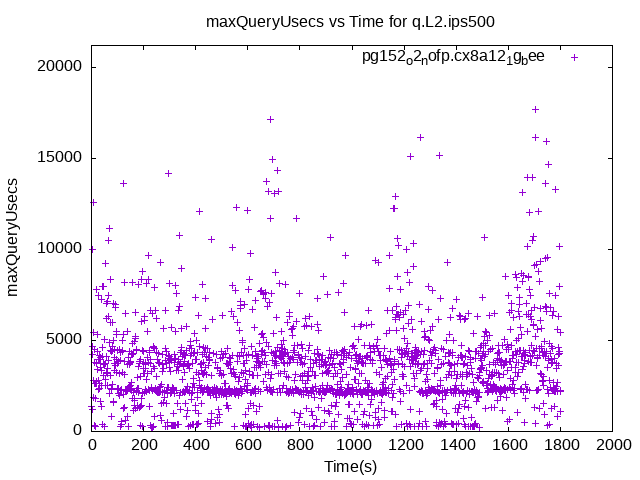 maxQueryUsecs vs Time for q.L2.ips500
pg152_o2_nofp.cx8a12_1g_bee
20000
15000
10000
5000
0
maxQueryUsecs
0 200 400 600 800 1000 1200 1400 1600 1800 2000
Time(s)